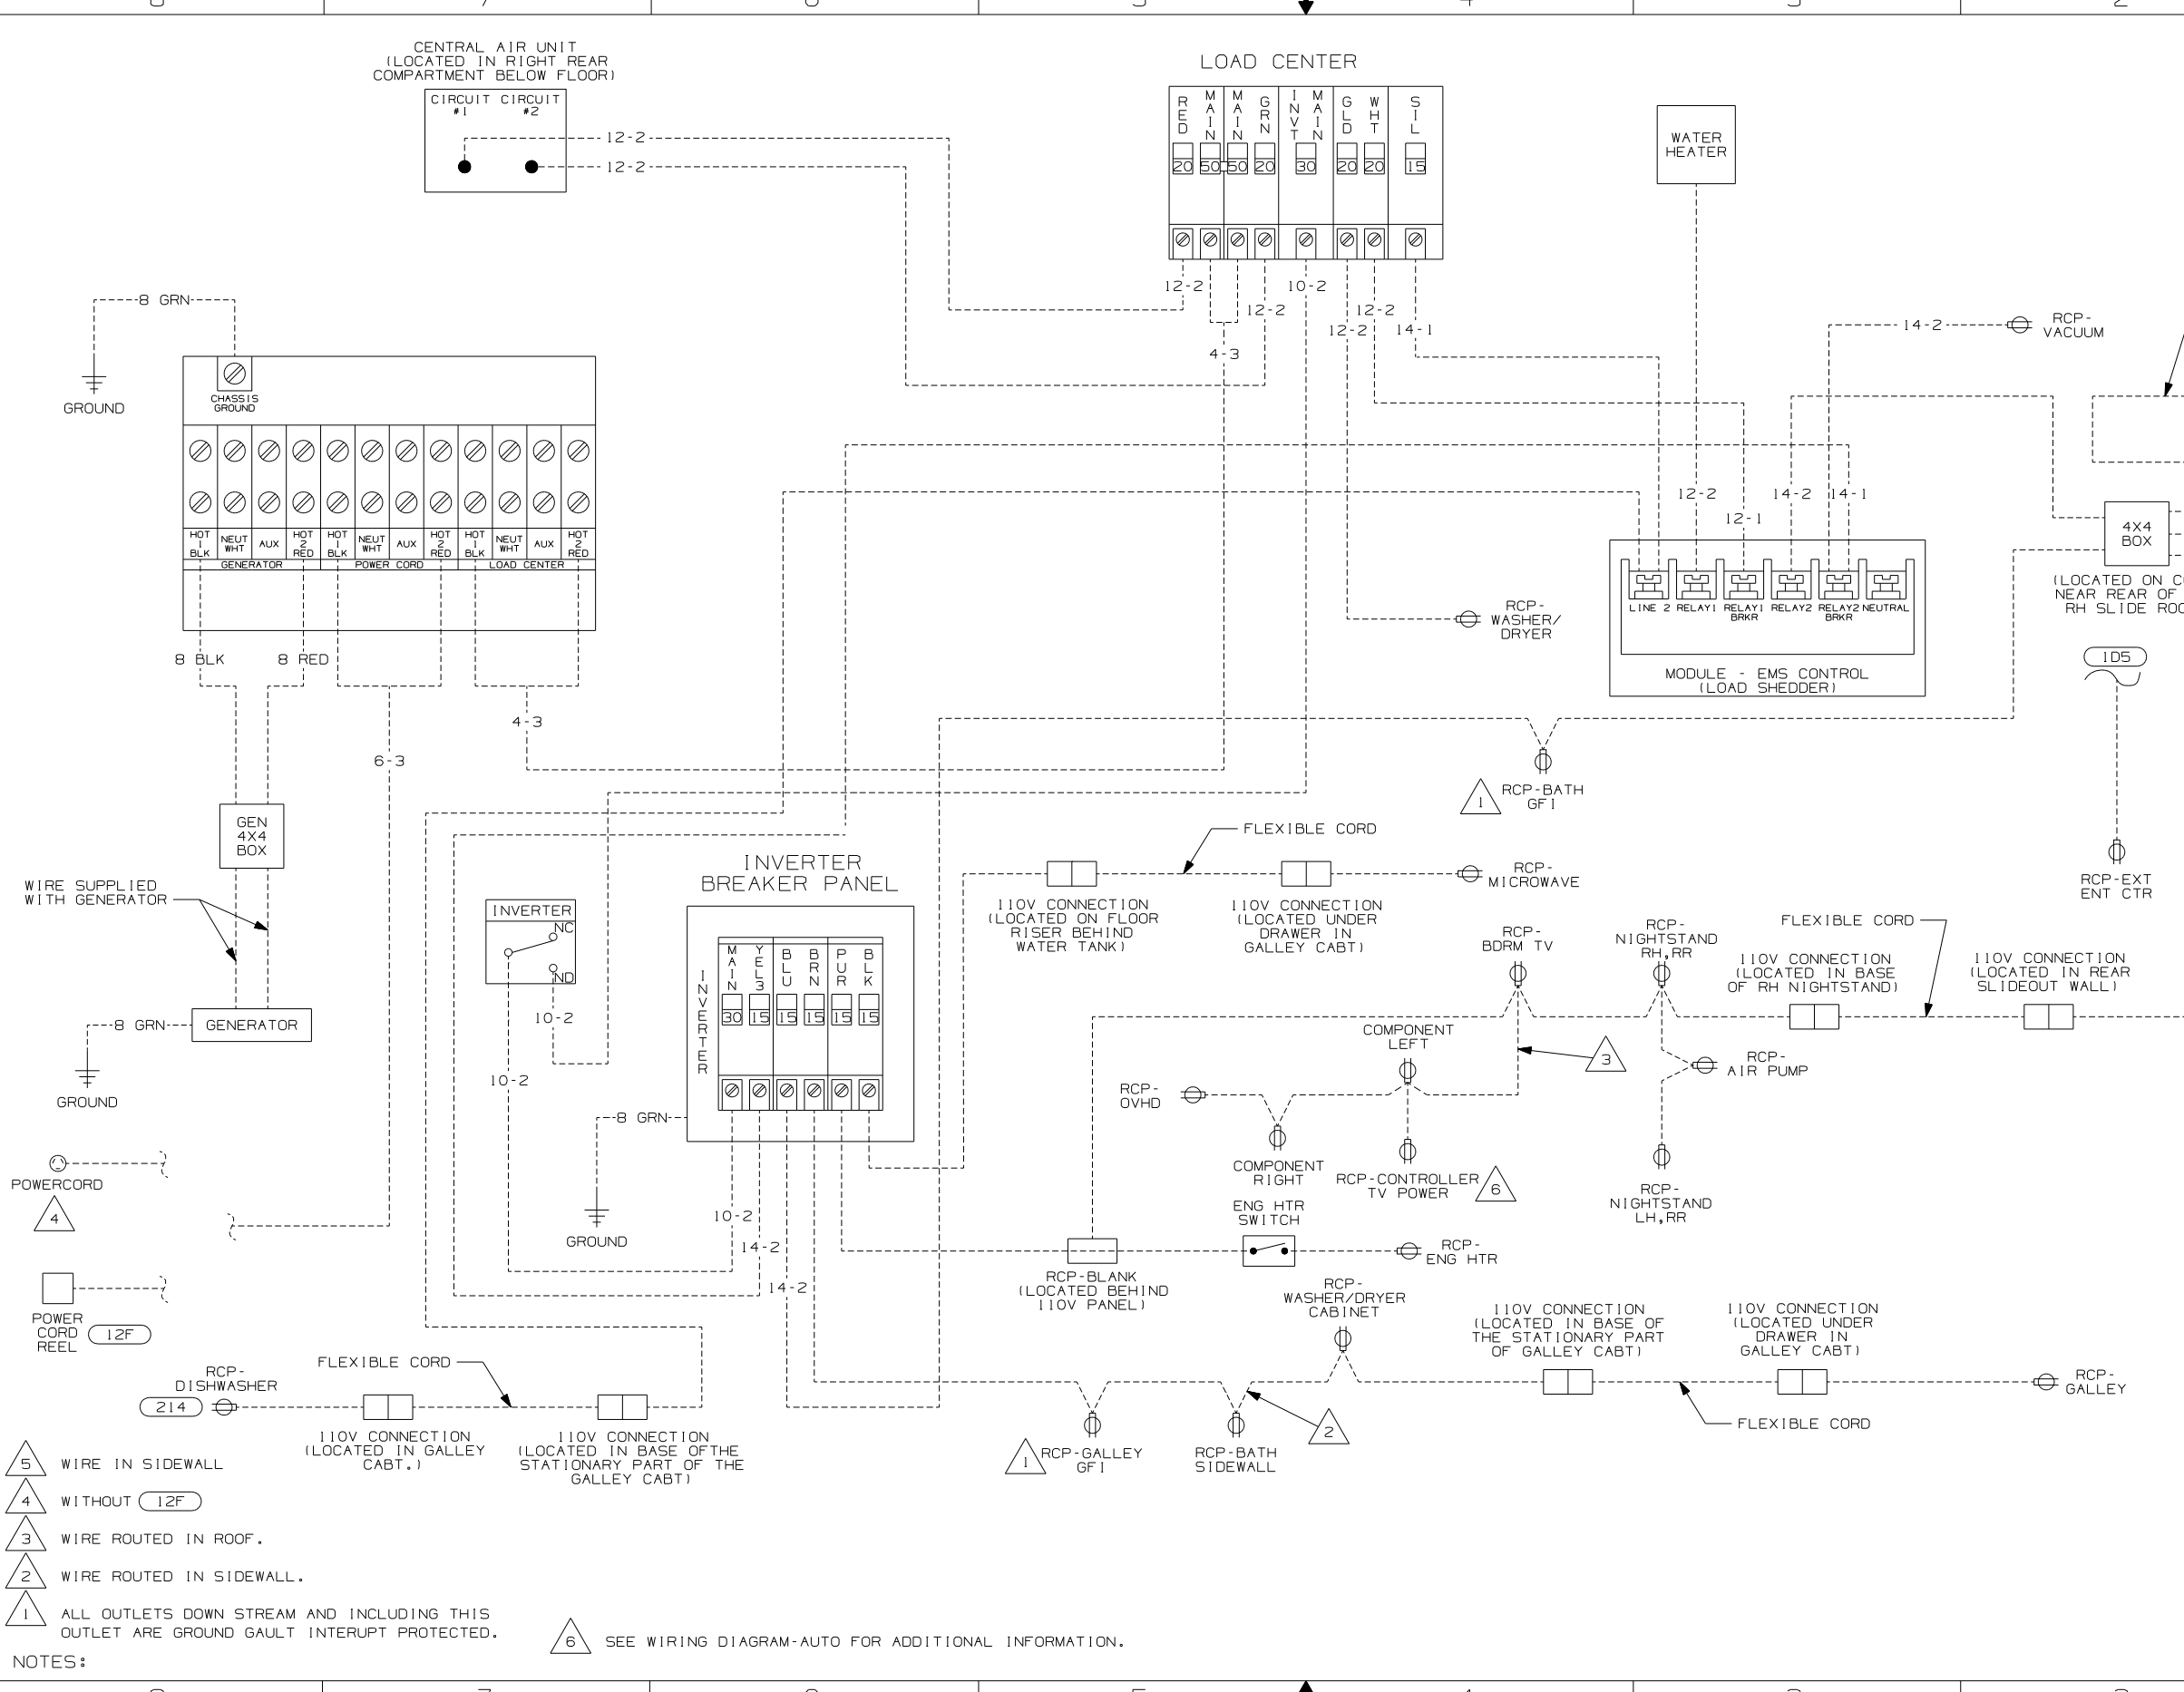 CENTRAL AIR UNIT
(LOCATED IN RIGHT REAR
COMPARTMENT BELOW FLOOR)
CIRCUIT CIRCUIT
#1 #2
12-2
12-2
LOAD CENTER
RED MAIN MAIN GRN INVT MAIN GLD WHT SIL
20 50 50 20 30 20 20 15
12-2
10-2
12-2
12-2
12-2
14-1
4-3
WATER
HEATER
14-2
RCP-
VACUUM
8 GRN
GROUND
CHASSIS
GROUND
HOT 1 BLK
NEUT WHT
AUX
HOT 2 RED
HOT 1 BLK
NEUT WHT
AUX
HOT 2 RED
HOT 1 BLK
NEUT WHT
AUX
HOT 2 RED
GENERATOR
POWER CORD
LOAD CENTER
8 BLK
8 RED
4-3
6-3
12-2
12-1
14-2
14-1
LINE 2 RELAY1 RELAY1 BRKR RELAY2 RELAY2 BRKR NEUTRAL
MODULE - EMS CONTROL
(LOAD SHEDDER)
4X4
BOX
(LOCATED ON
NEAR REAR OF
RH SLIDE
1D5
RCP-EXT
ENT CTR
RCP-
WASHER/
DRYER
1
RCP-BATH
GFI
GEN
4X4
BOX
WIRE SUPPLIED
WITH GENERATOR
GENERATOR
8 GRN
GROUND
INVERTER
NC
ND
10-2
10-2
INVERTER
BREAKER PANEL
INVERTER
MAIN YEL3 BLU BRN PUR BLK
30 15 15 15 15 15
8 GRN
GROUND
10-2
14-2
14-2
FLEXIBLE CORD
110V CONNECTION
(LOCATED ON FLOOR
RISER BEHIND
WATER TANK)
110V CONNECTION
(LOCATED UNDER
DRAWER IN
GALLEY CABT)
RCP-
MICROWAVE
RCP-
BDRM TV
RCP-
NIGHTSTAND
RH,RR
FLEXIBLE CORD
110V CONNECTION
(LOCATED IN BASE
OF RH NIGHTSTAND)
110V CONNECTION
(LOCATED IN REAR
SLIDEOUT WALL)
COMPONENT
LEFT
3
RCP-
AIR PUMP
RCP-
OVHD
COMPONENT
RIGHT
RCP-CONTROLLER
TV POWER
6
RCP-
NIGHTSTAND
LH,RR
ENG HTR
SWITCH
RCP-
ENG HTR
RCP-BLANK
(LOCATED BEHIND
110V PANEL)
RCP-
WASHER/DRYER
CABINET
110V CONNECTION
(LOCATED IN BASE OF
THE STATIONARY PART
OF GALLEY CABT)
110V CONNECTION
(LOCATED UNDER
DRAWER IN
GALLEY CABT)
RCP-
GALLEY
FLEXIBLE CORD
1
RCP-GALLEY
GFI
RCP-BATH
SIDEWALL
2
POWERCORD
4
POWER
CORD
REEL
12F
RCP-
DISHWASHER
214
FLEXIBLE CORD
110V CONNECTION
(LOCATED IN GALLEY
CABT.)
110V CONNECTION
(LOCATED IN BASE OFTHE
STATIONARY PART OF THE
GALLEY CABT)
5 WIRE IN SIDEWALL
4 WITHOUT 12F
3 WIRE ROUTED IN ROOF.
2 WIRE ROUTED IN SIDEWALL.
1 ALL OUTLETS DOWN STREAM AND INCLUDING THIS
OUTLET ARE GROUND GAULT INTERUPT PROTECTED.
6 SEE WIRING DIAGRAM-AUTO FOR ADDITIONAL INFORMATION.
NOTES: